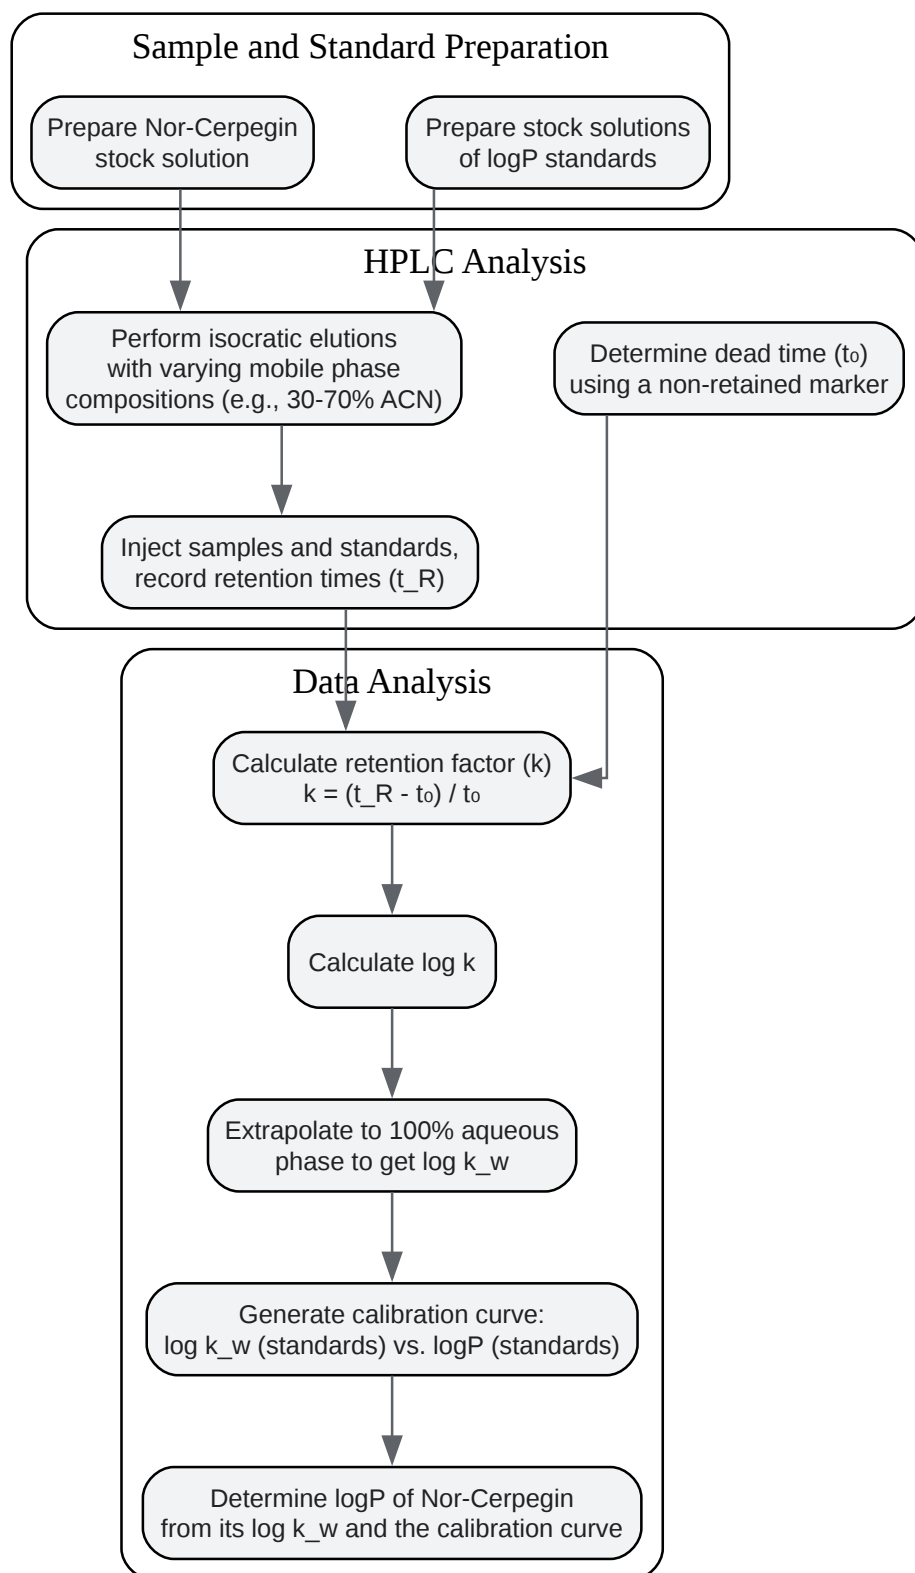 Sample and Standard Preparation
Prepare Nor-Cerpegin
stock solution
Prepare stock solutions
of logP standards
HPLC Analysis
Perform isocratic elutions
with varying mobile phase
compositions (e.g., 30-70% ACN)
Determine dead time (t₀)
using a non-retained marker
Inject samples and standards,
record retention times (t_R)
Data Analysis
Calculate retention factor (k)
k = (t_R - t₀) / t₀
Calculate log k
Extrapolate to 100% aqueous
phase to get log k_w
Generate calibration curve:
log k_w (standards) vs. logP (standards)
Determine logP of Nor-Cerpegin
from its log k_w and the calibration curve